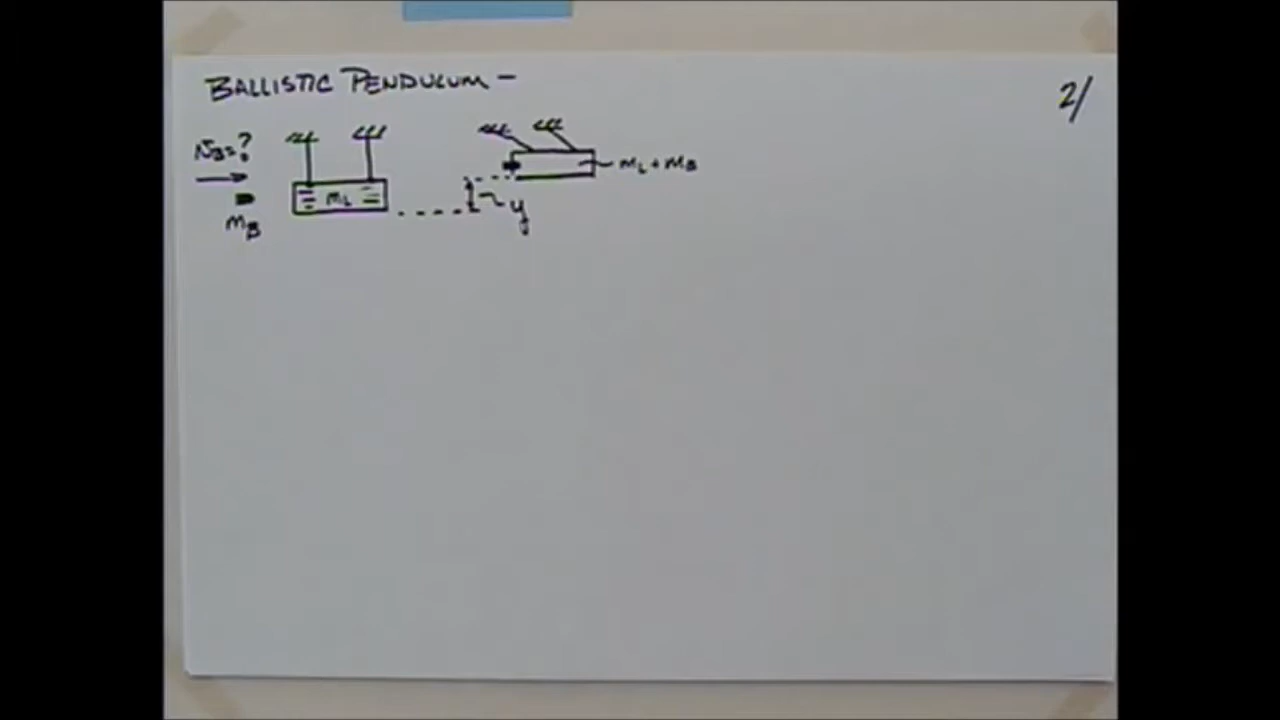 BALLISTIC PENDULUM –
2/
v_B = ?
m_B
m_L
m_L + m_B
y